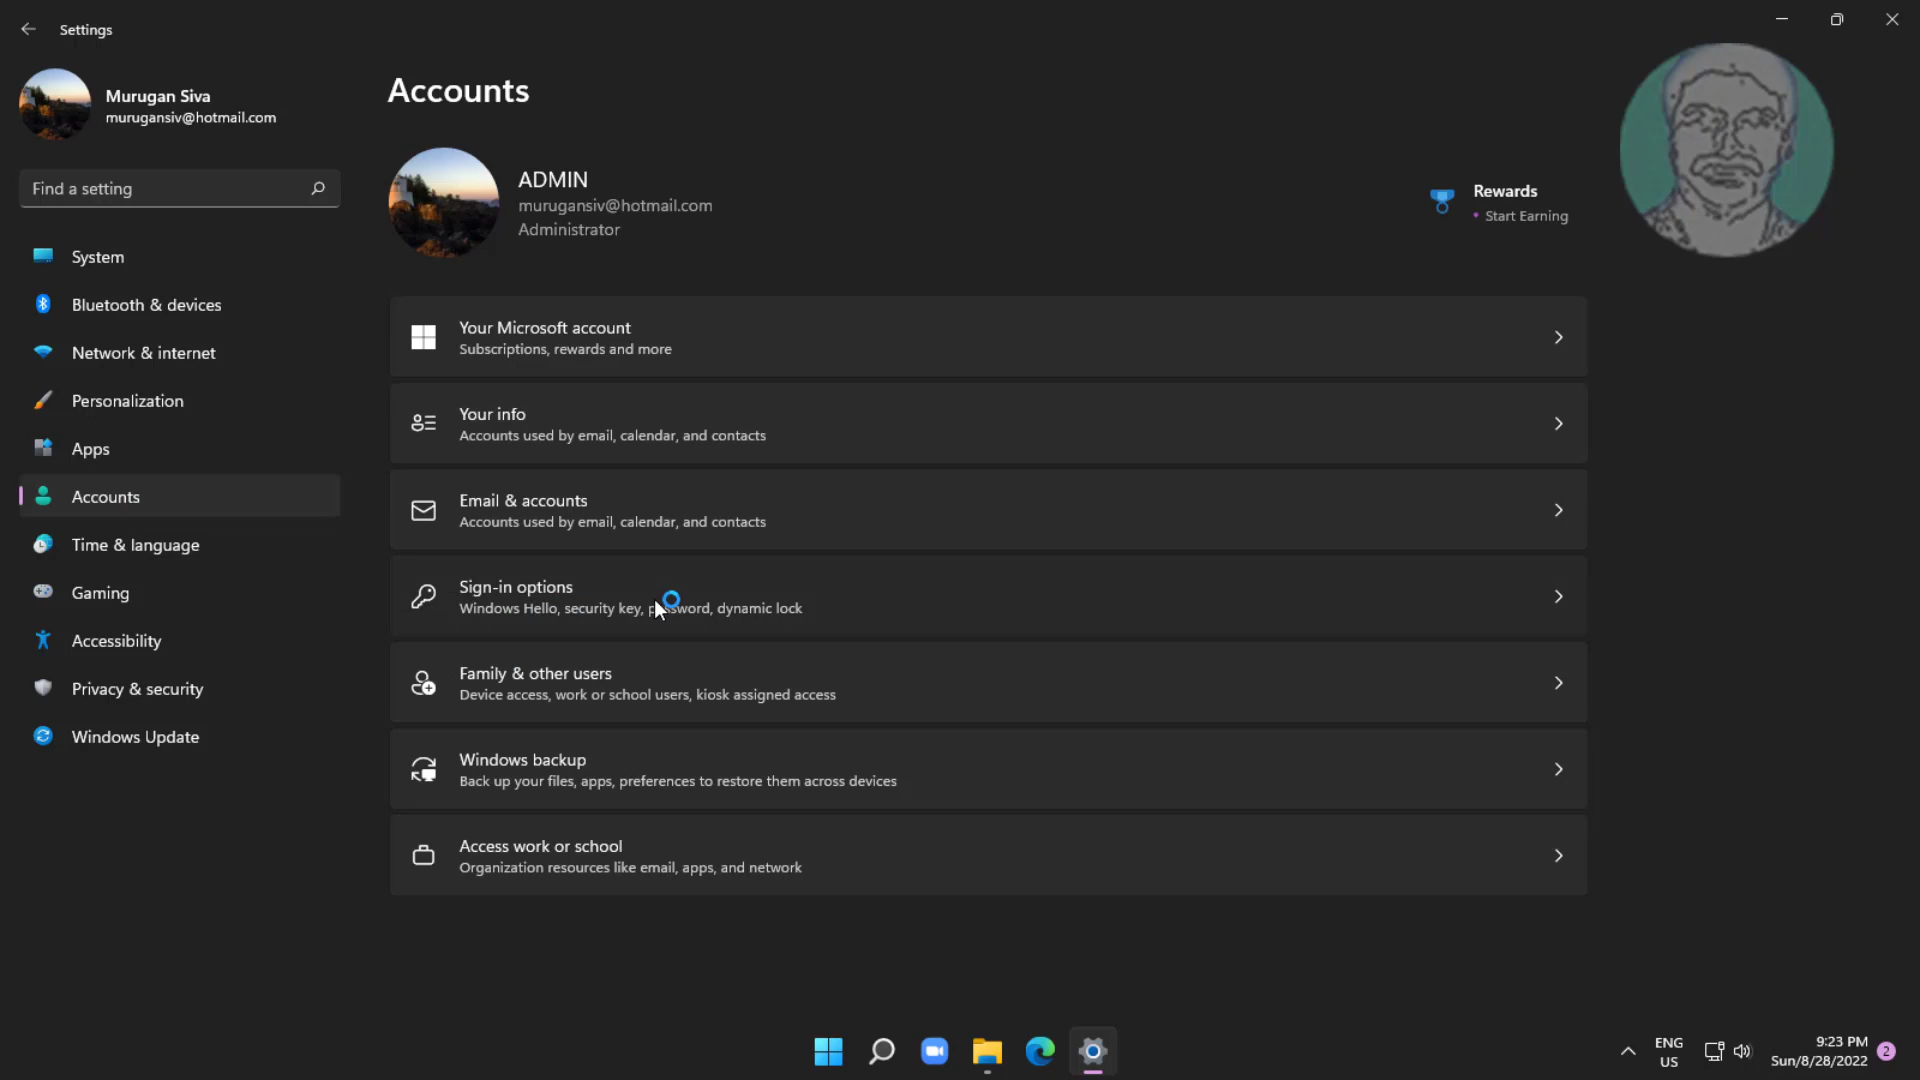 Settings
Murugan Siva
murugansiv@hotmail.com
Find a setting
System
Bluetooth & devices
Network & internet
Personalization
Apps
Accounts
Time & language
Gaming
Accessibility
Privacy & security
Windows Update
Accounts
ADMIN
murugansiv@hotmail.com
Administrator
Rewards
• Start Earning
Your Microsoft account
Subscriptions, rewards and more
Your info
Accounts used by email, calendar, and contacts
Email & accounts
Accounts used by email, calendar, and contacts
Sign-in options
Windows Hello, security key, password, dynamic lock
Family & other users
Device access, work or school users, kiosk assigned access
Windows backup
Back up your files, apps, preferences to restore them across devices
Access work or school
Organization resources like email, apps, and network
ENG
US
9:23 PM
Sun/8/28/2022
2